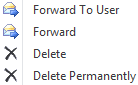 Forward To User
Forward
Delete
Delete Permanently